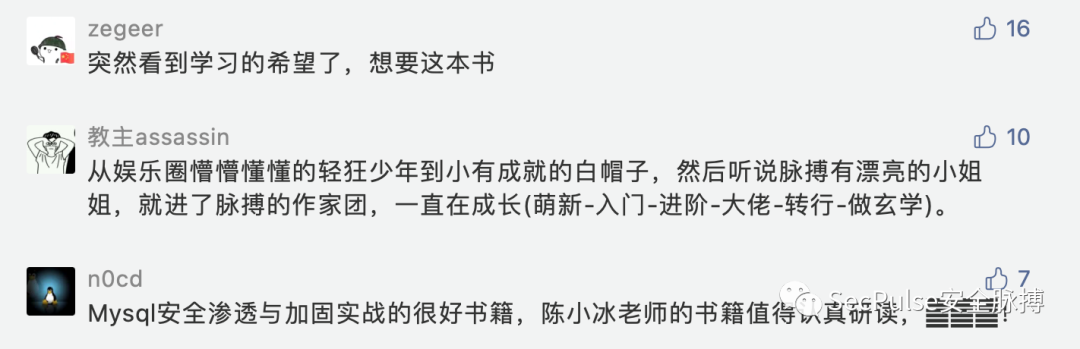 zegeer 16
突然看到学习的希望了，想要这本书
教主assassin 10
从娱乐圈懵懵懂懂的轻狂少年到小有成就的白帽子，然后听说脉搏有漂亮的小姐
姐，就进了脉搏的作家团，一直在成长(萌新-入门-进阶-大佬-转行-做玄学)。
n0cd 7
Mysql安全渗透与加固实战的很好书籍，陈小冰老师的书籍值得认真研读，䷀䷀䷀！
SecPulse安全脉搏